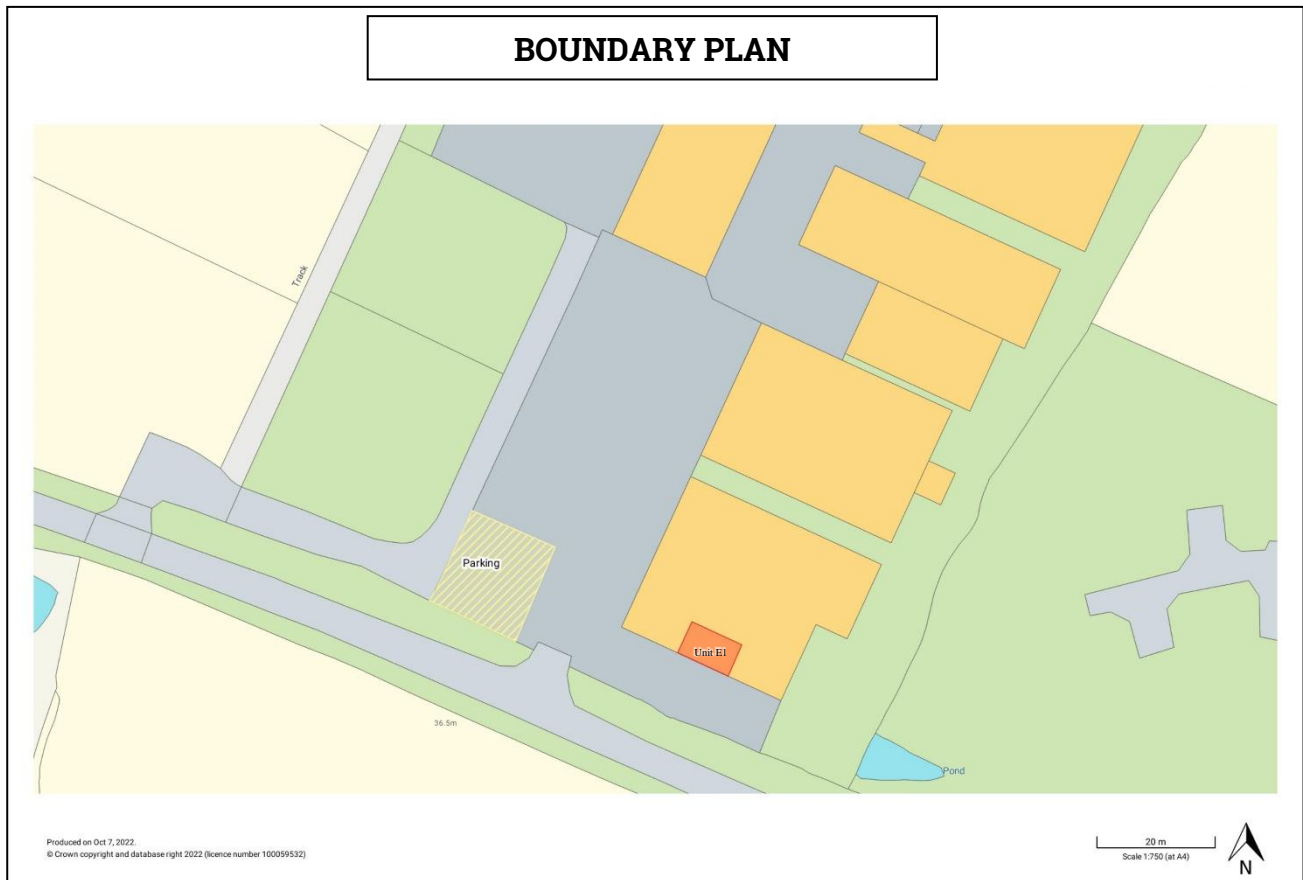 BOUNDARY PLAN
Track
Parking
Unit E1
36.5m
Pond
Produced on Oct 7, 2022.
© Crown copyright and database right 2022 (licence number 100059532)
20 m
Scale 1:750 (at A4)
N